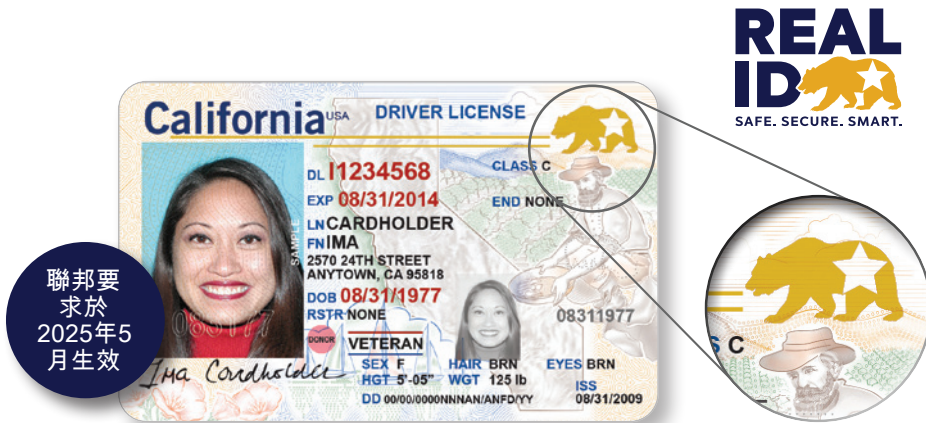 REAL
ID
SAFE. SECURE. SMART.
California USA DRIVER LICENSE
DL I1234568 CLASS C
EXP 08/31/2014 END NONE
LN CARDHOLDER
FN IMA
2570 24TH STREET
ANYTOWN, CA 95818
DOB 08/31/1977
RSTR NONE 08311977
DONOR VETERAN
SEX F HAIR BRN EYES BRN
HGT 5'-05" WGT 125 lb ISS
DD 00/00/0000NNNAN/ANFD/YY 08/31/2009
SAMPLE
083177
Ima Cardholder
聯邦要
求於
2025年5
月生效
S C